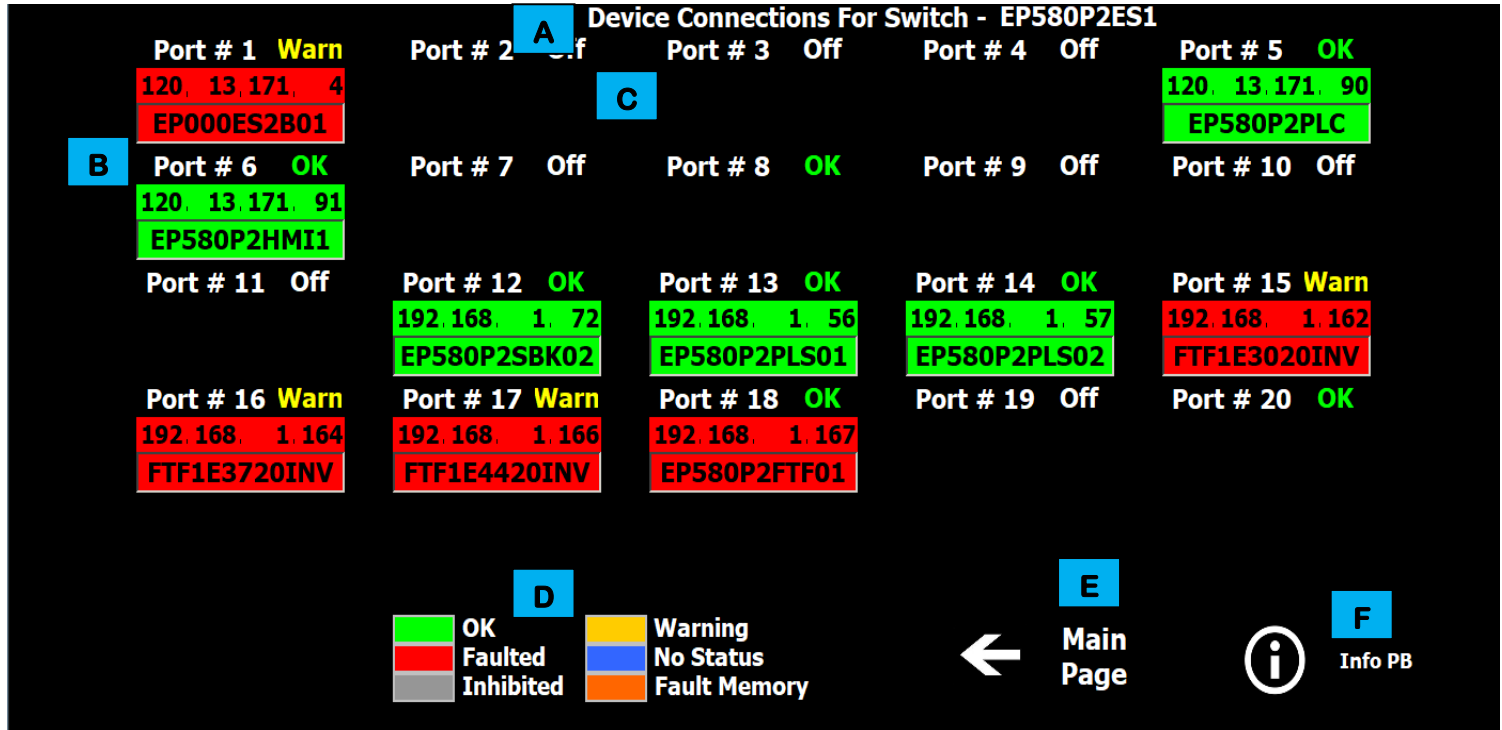 A
Device Connections For Switch - EP580P2ES1
Port # 1 Warn
Port # 2
Port # 3 Off
Port # 4 Off
Port # 5 OK
120. 13.171. 4
C
120. 13.171. 90
EP000ES2B01
EP580P2PLC
B
Port # 6 OK
Port # 7 Off
Port # 8 OK
Port # 9 Off
Port # 10 Off
120. 13.171. 91
EP580P2HMI1
Port # 11 Off
Port # 12 OK
Port # 13 OK
Port # 14 OK
Port # 15 Warn
192.168. 1. 72
192.168. 1. 56
192.168. 1. 57
192.168. 1.162
EP580P2SBK02
EP580P2PLS01
EP580P2PLS02
FTF1E3020INV
Port # 16 Warn
Port # 17 Warn
Port # 18 OK
Port # 19 Off
Port # 20 OK
192.168. 1.164
192.168. 1.166
192.168. 1.167
FTF1E3720INV
FTF1E4420INV
EP580P2FTF01
D
E
F
OK
Warning
Faulted
No Status
Inhibited
Fault Memory
Main
Page
Info PB